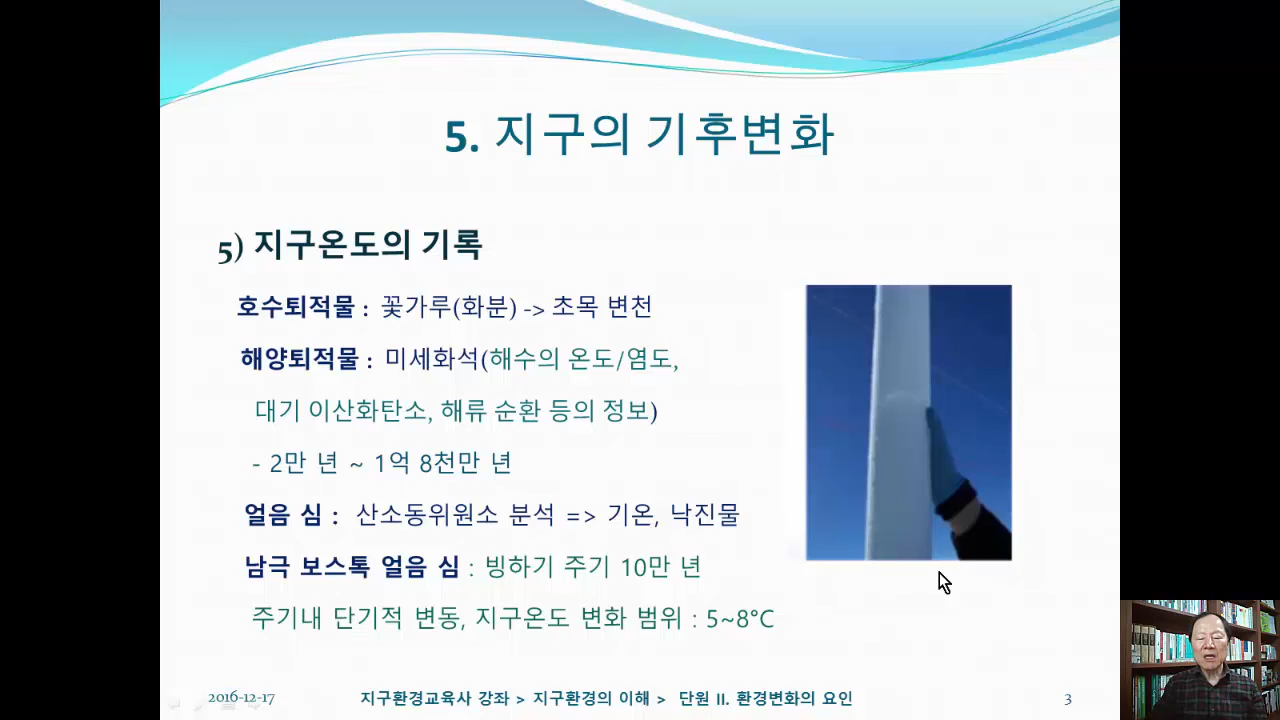 5. 지구의 기후변화
5) 지구온도의 기록
호수퇴적물 : 꽃가루(화분) -> 초목 변천
해양퇴적물 : 미세화석(해수의 온도/염도,
대기 이산화탄소, 해류 순환 등의 정보)
- 2만 년 ~ 1억 8천만 년
얼음 심 : 산소동위원소 분석 => 기온, 낙진물
남극 보스톡 얼음 심 : 빙하기 주기 10만 년
주기내 단기적 변동, 지구온도 변화 범위 : 5~8°C
2016-12-17 지구환경교육사 강좌 > 지구환경의 이해 > 단원 II. 환경변화의 요인 3